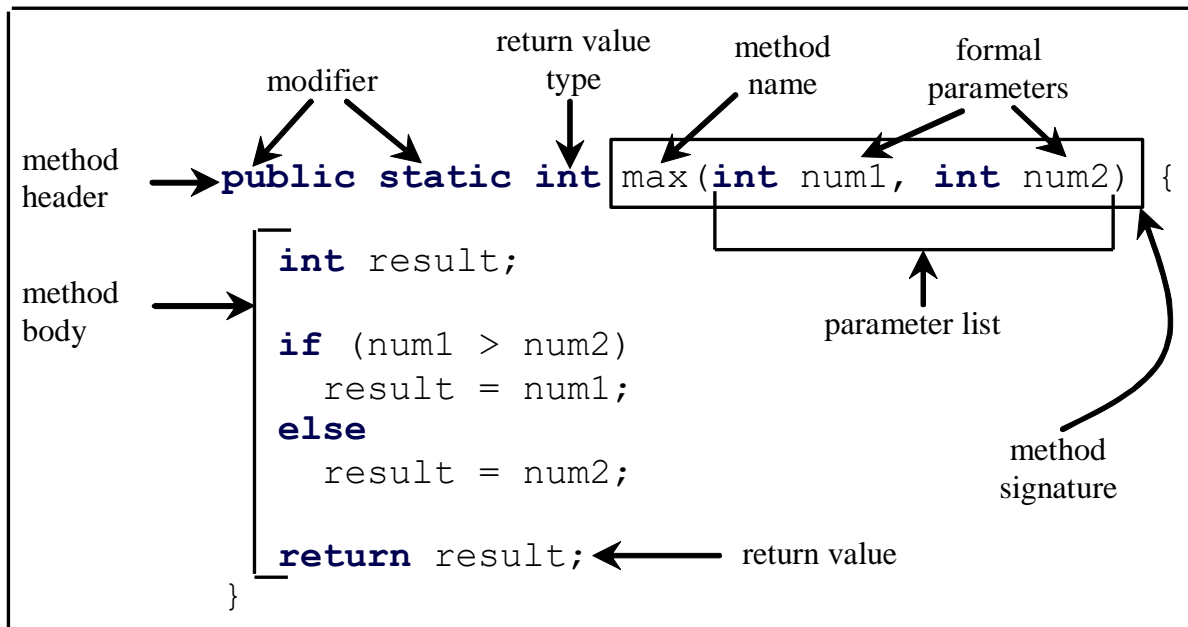 return value
type
method
name
formal
parameters
modifier
method
header
public static int max(int num1, int num2) {
method
body
int result;
parameter list
if (num1 > num2)
result = num1;
else
result = num2;
method
signature
return result;
return value
}